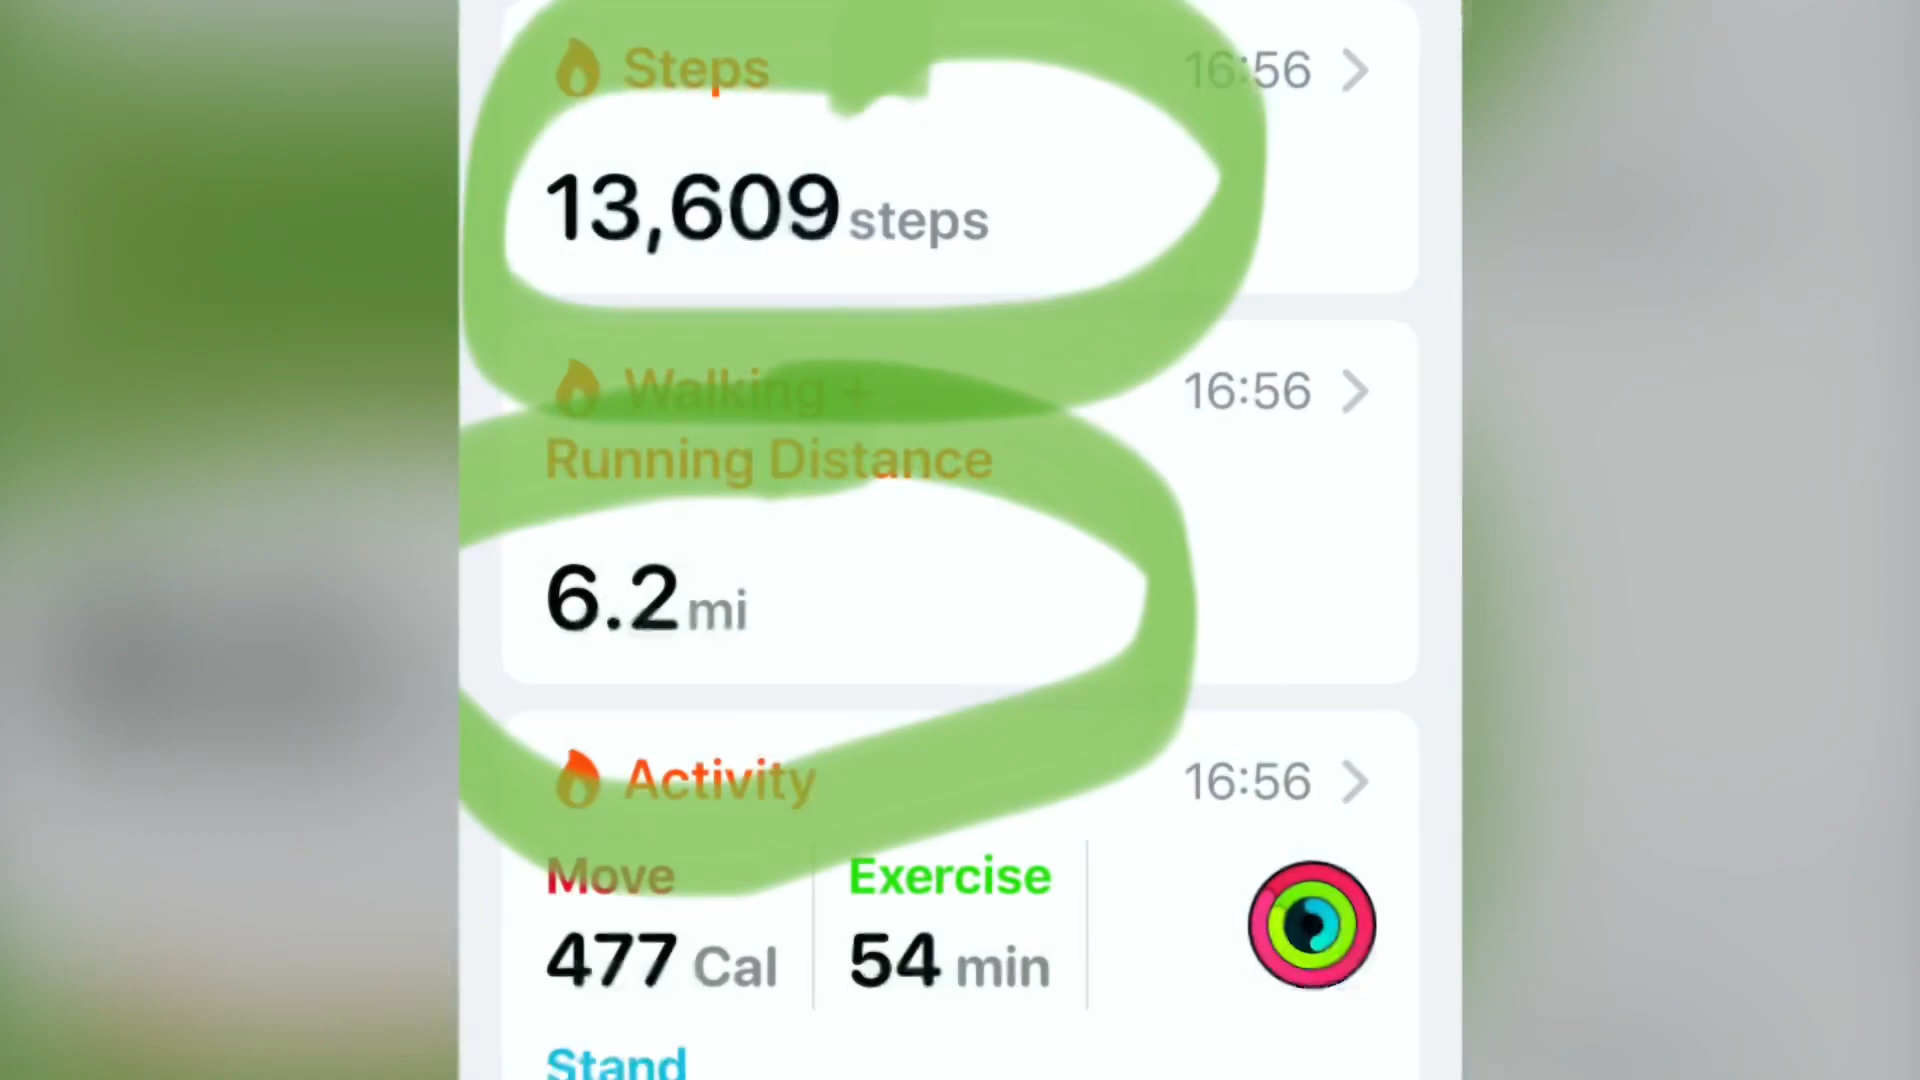 Steps 16:56
13,609 steps
Walking + 16:56
Running Distance
6.2 mi
Activity 16:56
Move Exercise
477 Cal 54 min
Stand